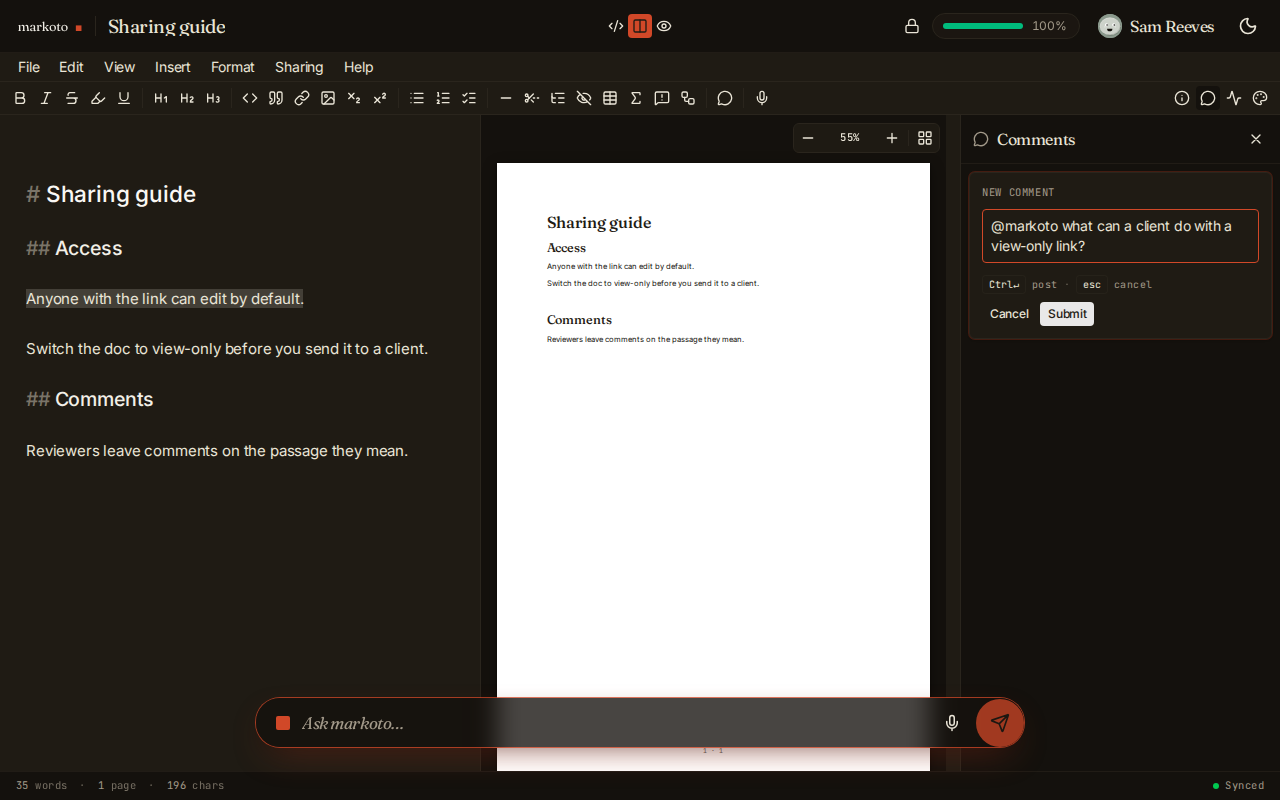 markoto
Sharing guide
100%
Sam Reeves
File Edit View Insert Format Sharing Help
H1 H2 H3
# Sharing guide
## Access
Anyone with the link can edit by default.
Switch the doc to view-only before you send it to a client.
## Comments
Reviewers leave comments on the passage they mean.
55%
Sharing guide
Access
Anyone with the link can edit by default.
Switch the doc to view-only before you send it to a client.
Comments
Reviewers leave comments on the passage they mean.
1 · 1
Comments
NEW COMMENT
@markoto what can a client do with a
view-only link?
Ctrl↵ post · esc cancel
Cancel Submit
Ask markoto...
35 words · 1 page · 196 chars
Synced